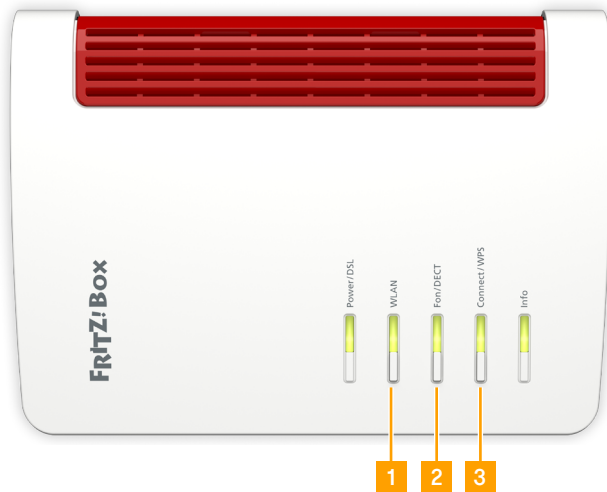 FRITZ!Box
Power/DSL
WLAN
Fon/DECT
Connect/WPS
Info
1
2
3